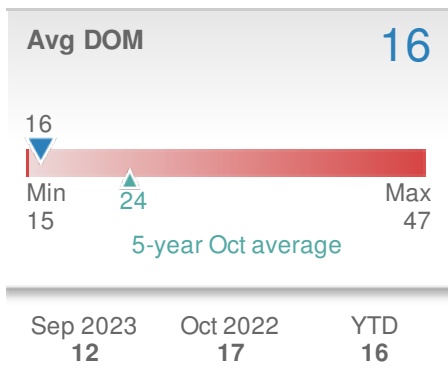 Avg DOM 16
16
Min Max
24
15 47
5-year Oct average
Sep 2023 Oct 2022 YTD
12 17 16